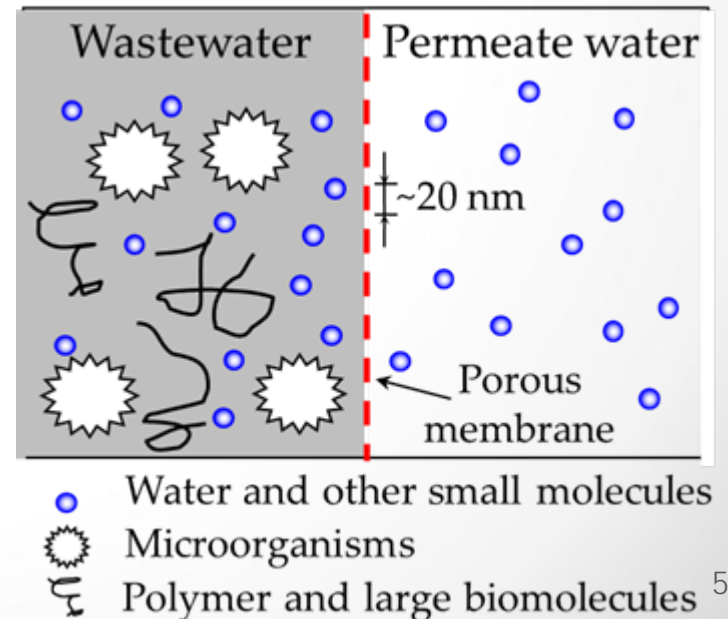 Wastewater
Permeate water
~20 nm
Porous
membrane
Water and other small molecules
Microorganisms
Polymer and large biomolecules
5